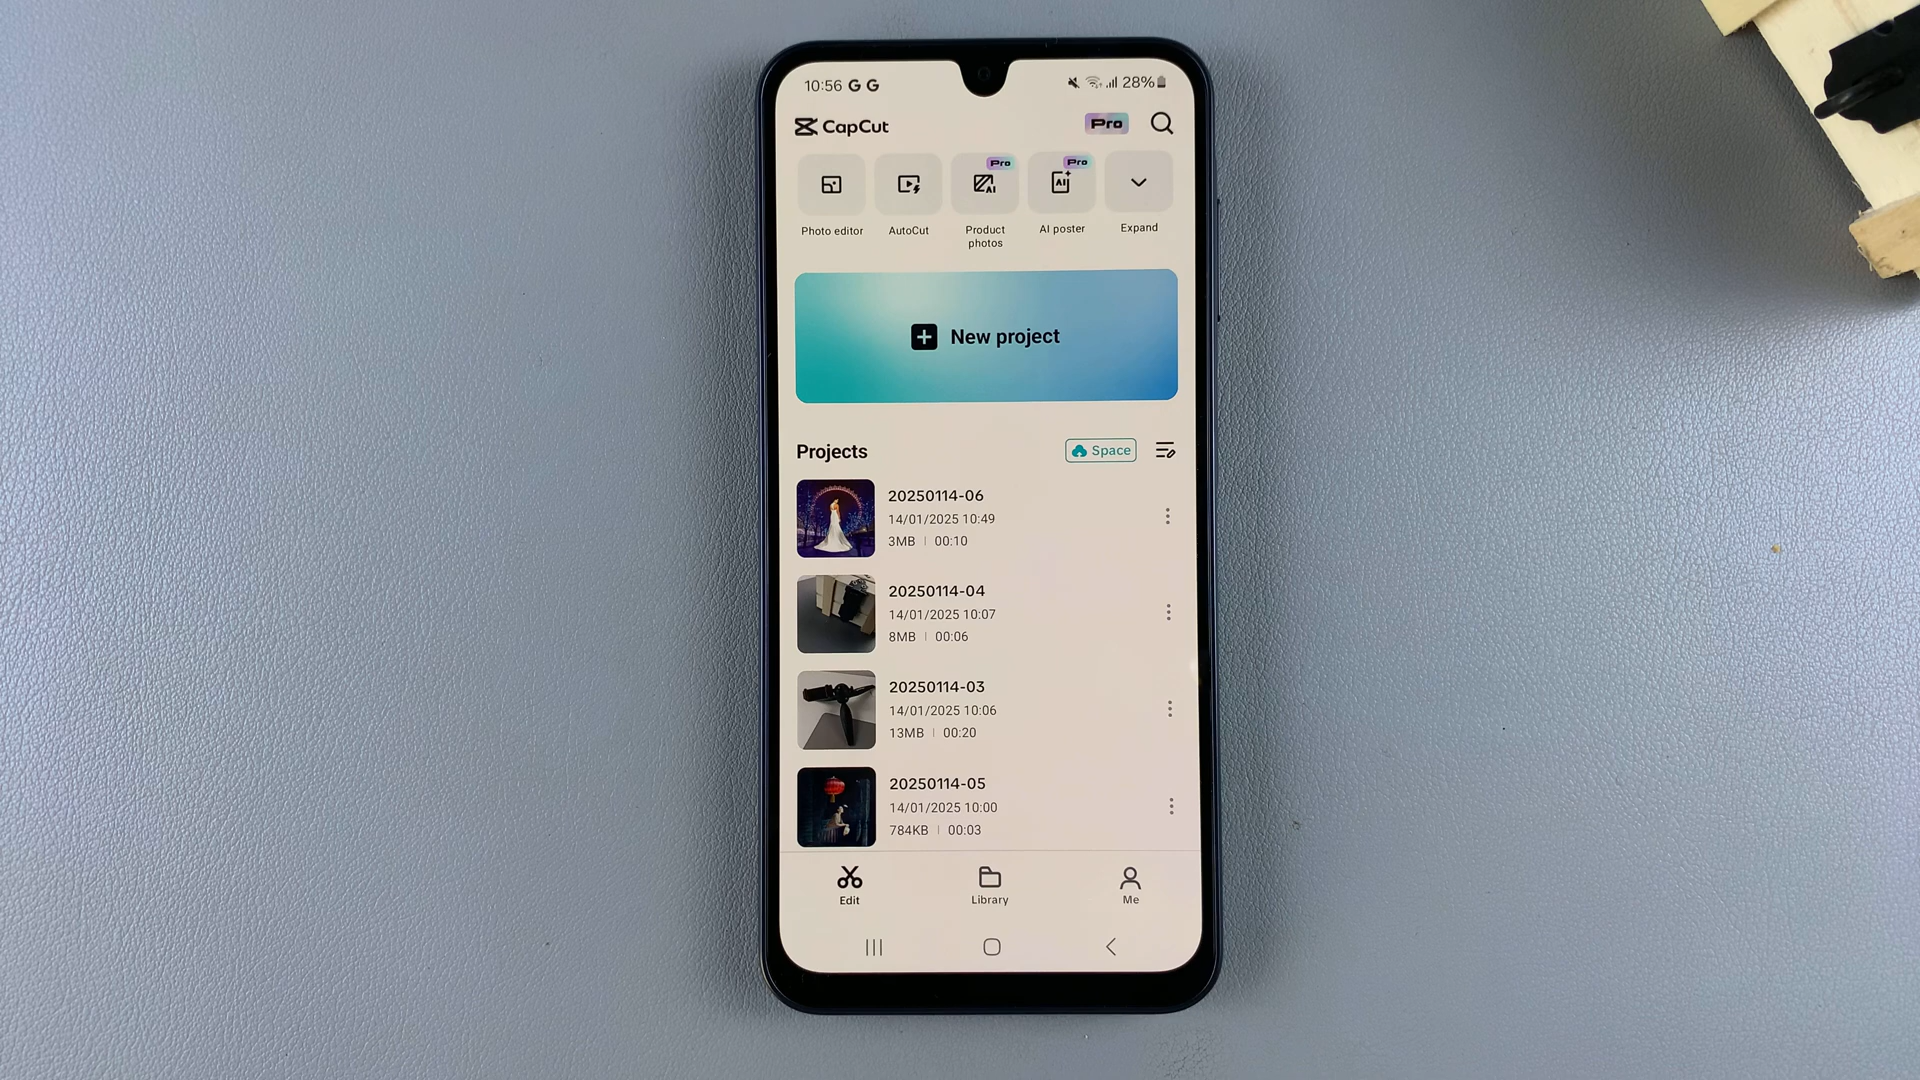 10:56 G G
28%
CapCut
Pro
Pro
Pro
AI
AI
Photo editor
AutoCut
Product
photos
AI poster
Expand
New project
Projects
Space
20250114-06
14/01/2025 10:49
3MB | 00:10
20250114-04
14/01/2025 10:07
8MB | 00:06
20250114-03
14/01/2025 10:06
13MB | 00:20
20250114-05
14/01/2025 10:00
784KB | 00:03
Edit
Library
Me